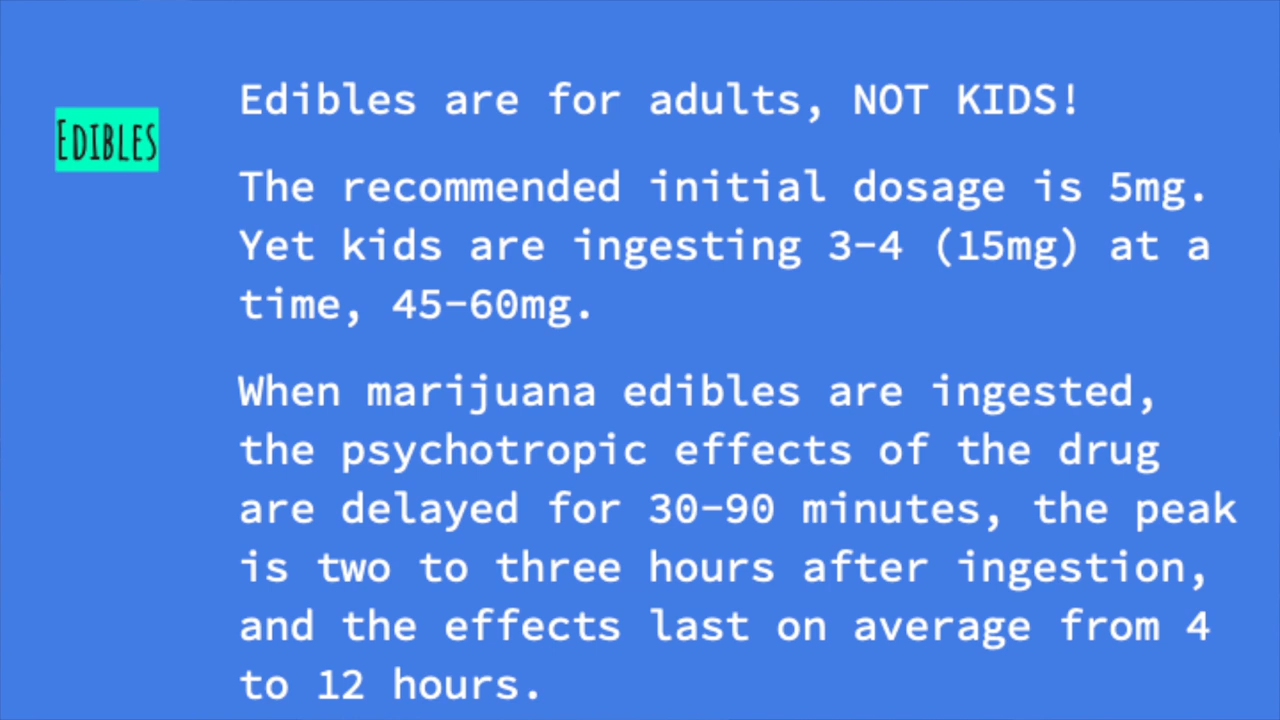 EDIBLES
Edibles are for adults, NOT KIDS!
The recommended initial dosage is 5mg.
Yet kids are ingesting 3-4 (15mg) at a
time, 45-60mg.
When marijuana edibles are ingested,
the psychotropic effects of the drug
are delayed for 30-90 minutes, the peak
is two to three hours after ingestion,
and the effects last on average from 4
to 12 hours.